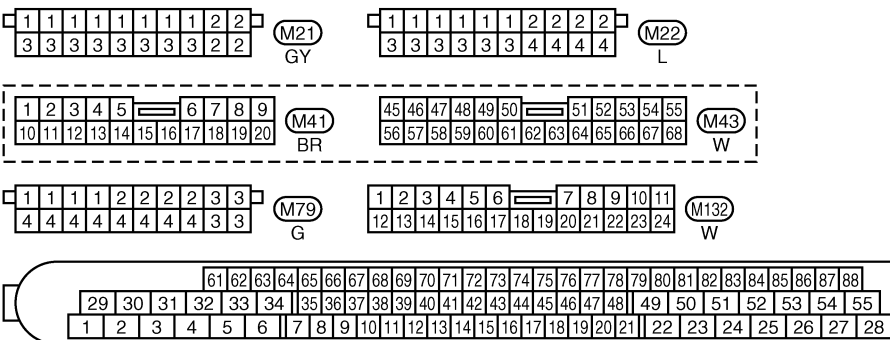 1 1 1 1 1 1 1 1 2 2
3 3 3 3 3 3 3 3 2 2
M21
GY
1 1 1 1 1 1 2 2 2 2
3 3 3 3 3 3 4 4 4 4
M22
L
1 2 3 4 5 6 7 8 9
10 11 12 13 14 15 16 17 18 19 20
M41
BR
45 46 47 48 49 50 51 52 53 54 55
56 57 58 59 60 61 62 63 64 65 66 67 68
M43
W
1 1 1 1 2 2 2 2 3 3
4 4 4 4 4 4 4 4 3 3
M79
G
1 2 3 4 5 6 7 8 9 10 11
12 13 14 15 16 17 18 19 20 21 22 23 24
M132
W
61 62 63 64 65 66 67 68 69 70 71 72 73 74 75 76 77 78 79 80 81 82 83 84 85 86 87 88
29 30 31 32 33 34 35 36 37 38 39 40 41 42 43 44 45 46 47 48 49 50 51 52 53 54 55
1 2 3 4 5 6 7 8 9 10 11 12 13 14 15 16 17 18 19 20 21 22 23 24 25 26 27 28